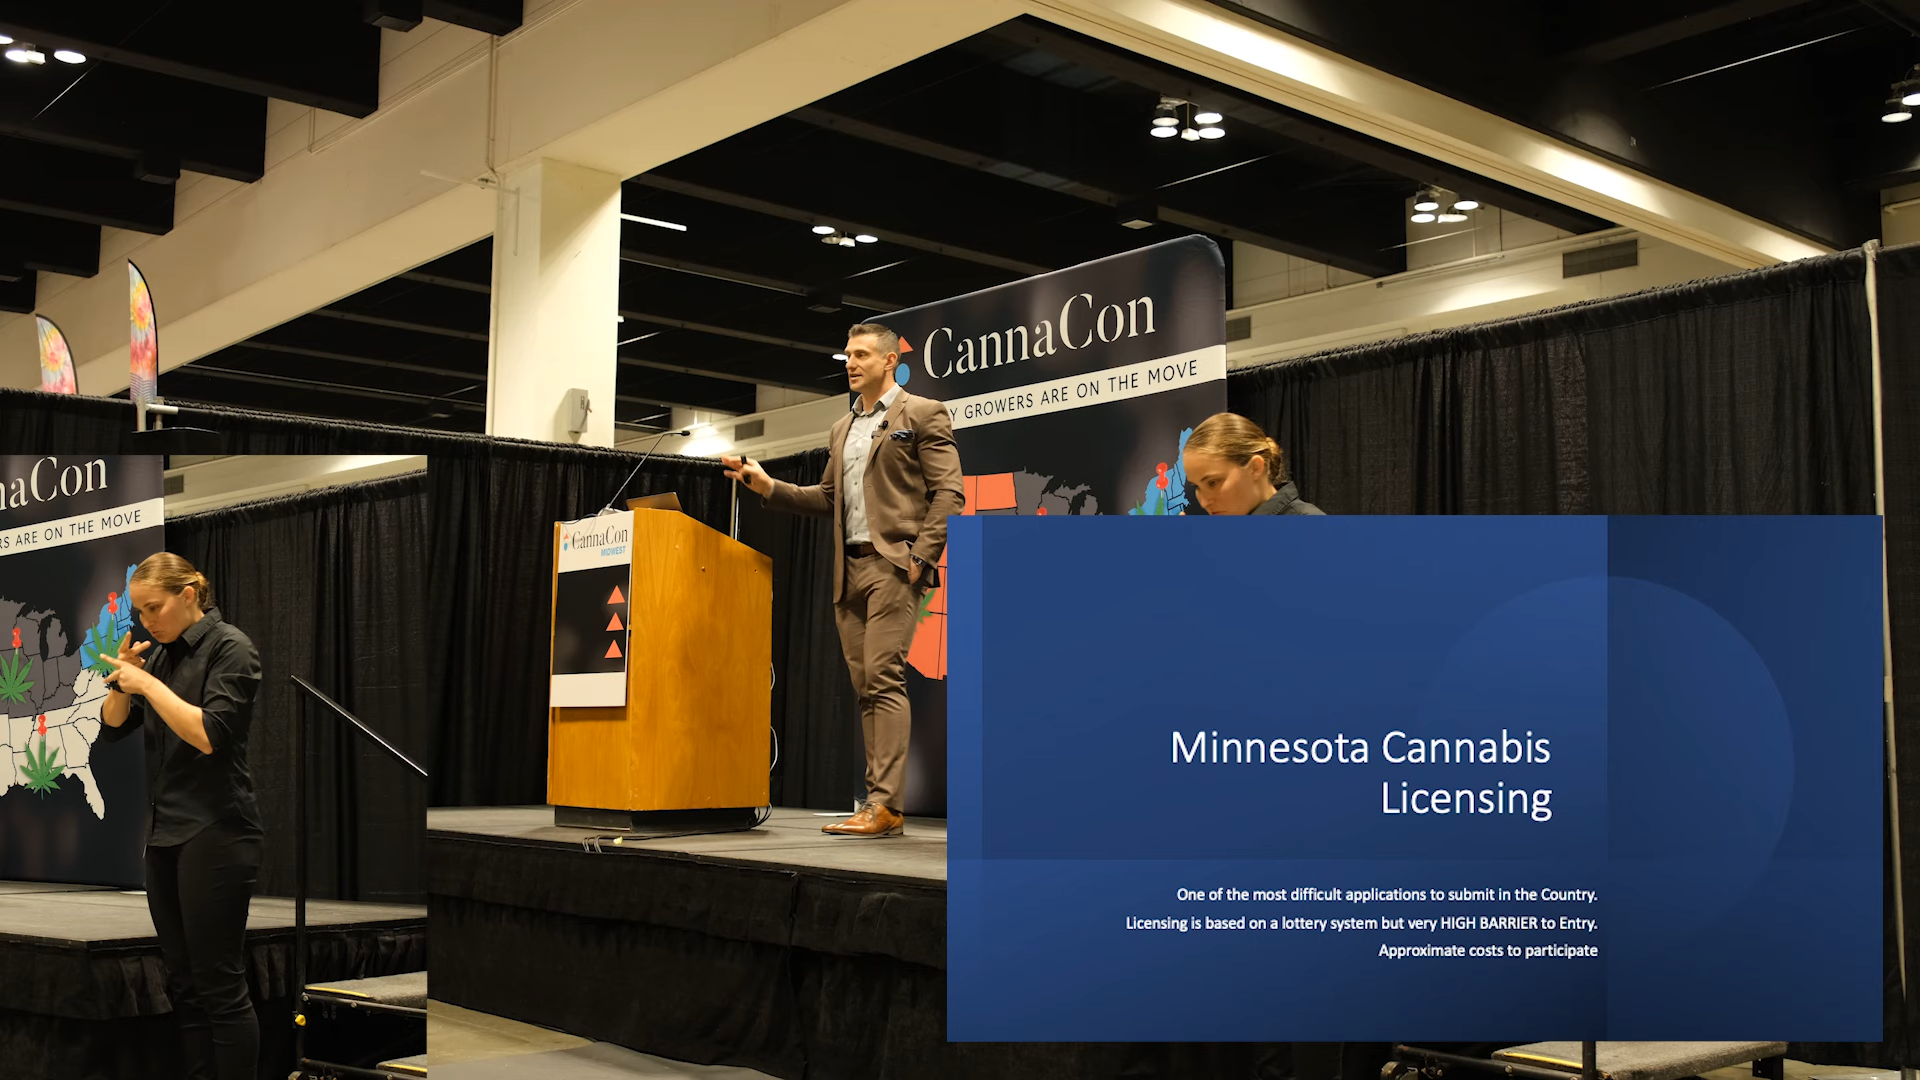 CannaCon
Y GROWERS ARE ON THE MOVE
naCon
RS ARE ON THE MOVE
CannaCon
MIDWEST
Minnesota Cannabis
Licensing
One of the most difficult applications to submit in the Country.
Licensing is based on a lottery system but very HIGH BARRIER to Entry.
Approximate costs to participate